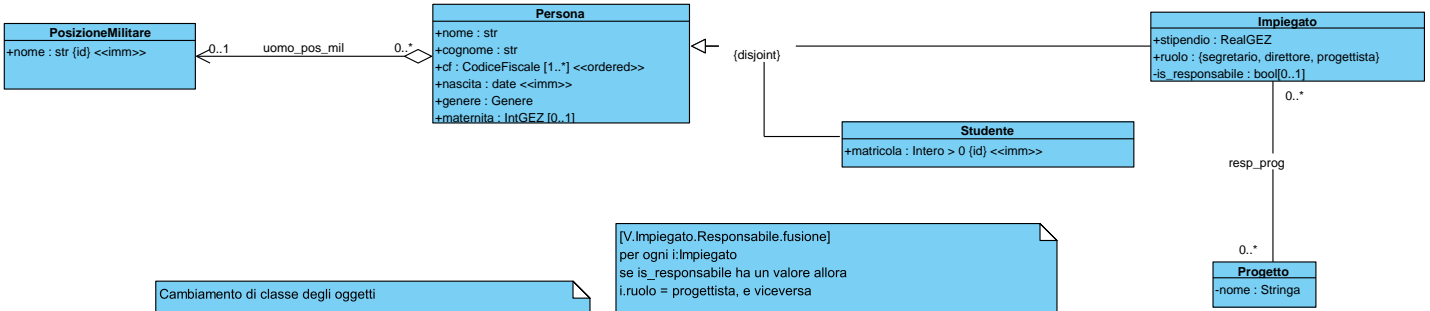 PosizioneMilitare
+nome : str {id} <<imm>>
0..1
uomo_pos_mil
0..*
Persona
+nome : str
+cognome : str
+cf : CodiceFiscale [1..*] <<ordered>>
+nascita : date <<imm>>
+genere : Genere
+maternita : IntGEZ [0..1]
{disjoint}
Impiegato
+stipendio : RealGEZ
+ruolo : {segretario, direttore, progettista}
-is_responsabile : bool[0..1]
0..*
Studente
+matricola : Intero > 0 {id} <<imm>>
resp_prog
0..*
Progetto
-nome : Stringa
[V.Impiegato.Responsabile.fusione]
per ogni i:Impiegato
se is_responsabile ha un valore allora
i.ruolo = progettista, e viceversa
Cambiamento di classe degli oggetti